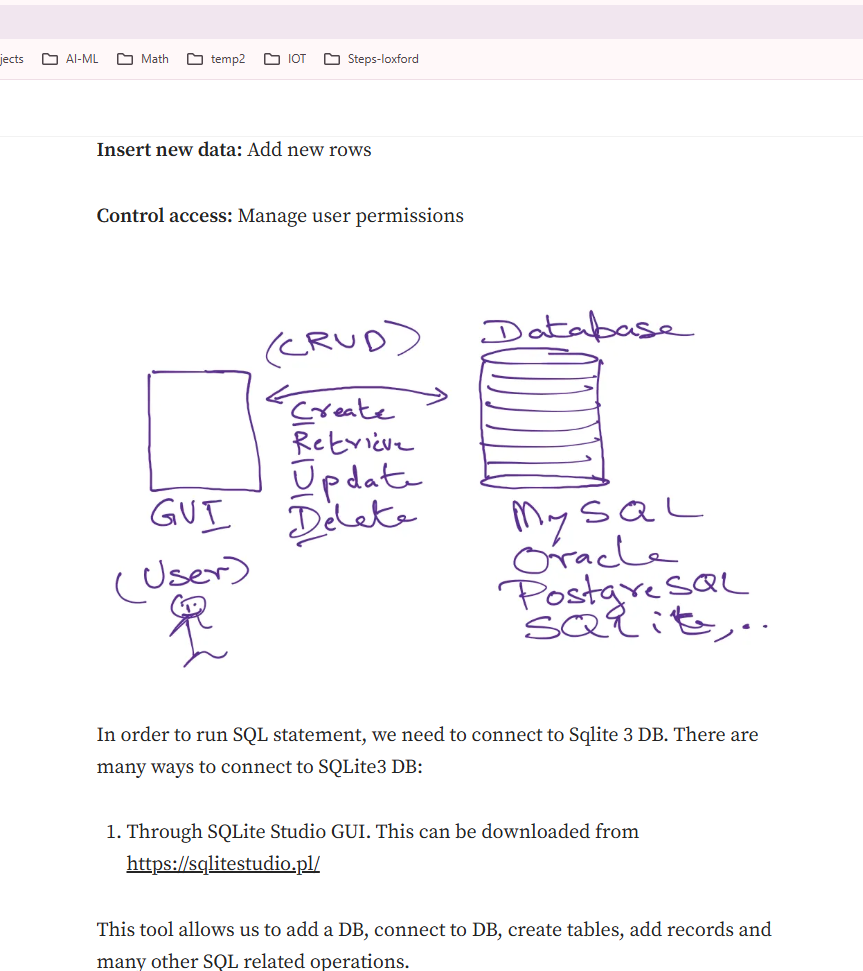 jects AI-ML Math temp2 IOT Steps-loxford
Insert new data: Add new rows
Control access: Manage user permissions
(CRUD)
Database
Create
Retrieve
Update
Delete
GUI
(User)
MySQL
Oracle
PostgreSQL
SQlite,...
In order to run SQL statement, we need to connect to Sqlite 3 DB. There are
many ways to connect to SQLite3 DB:
1. Through SQLite Studio GUI. This can be downloaded from
https://sqlitestudio.pl/
This tool allows us to add a DB, connect to DB, create tables, add records and
many other SQL related operations.